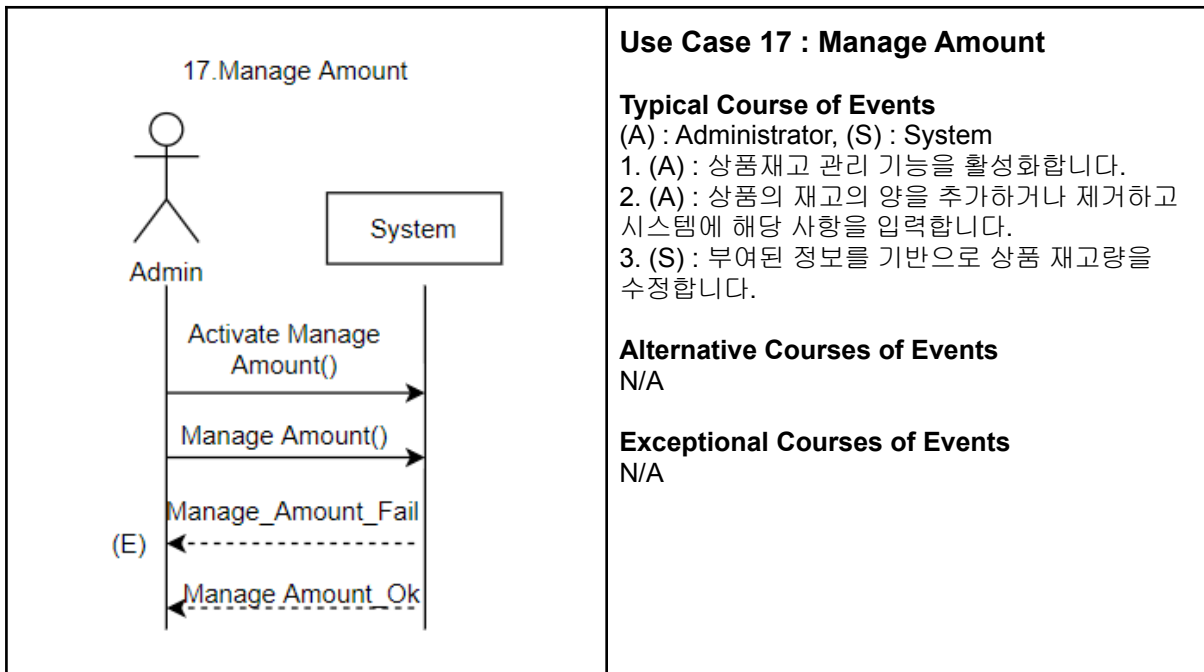 17.Manage Amount
System
Admin
Activate Manage
Amount()
Manage Amount()
Manage_Amount_Fail
(E)
Manage Amount_Ok
Use Case 17 : Manage Amount
Typical Course of Events
(A) : Administrator, (S) : System
1. (A) : 상품재고 관리 기능을 활성화합니다.
2. (A) : 상품의 재고의 양을 추가하거나 제거하고
시스템에 해당 사항을 입력합니다.
3. (S) : 부여된 정보를 기반으로 상품 재고량을
수정합니다.
Alternative Courses of Events
N/A
Exceptional Courses of Events
N/A